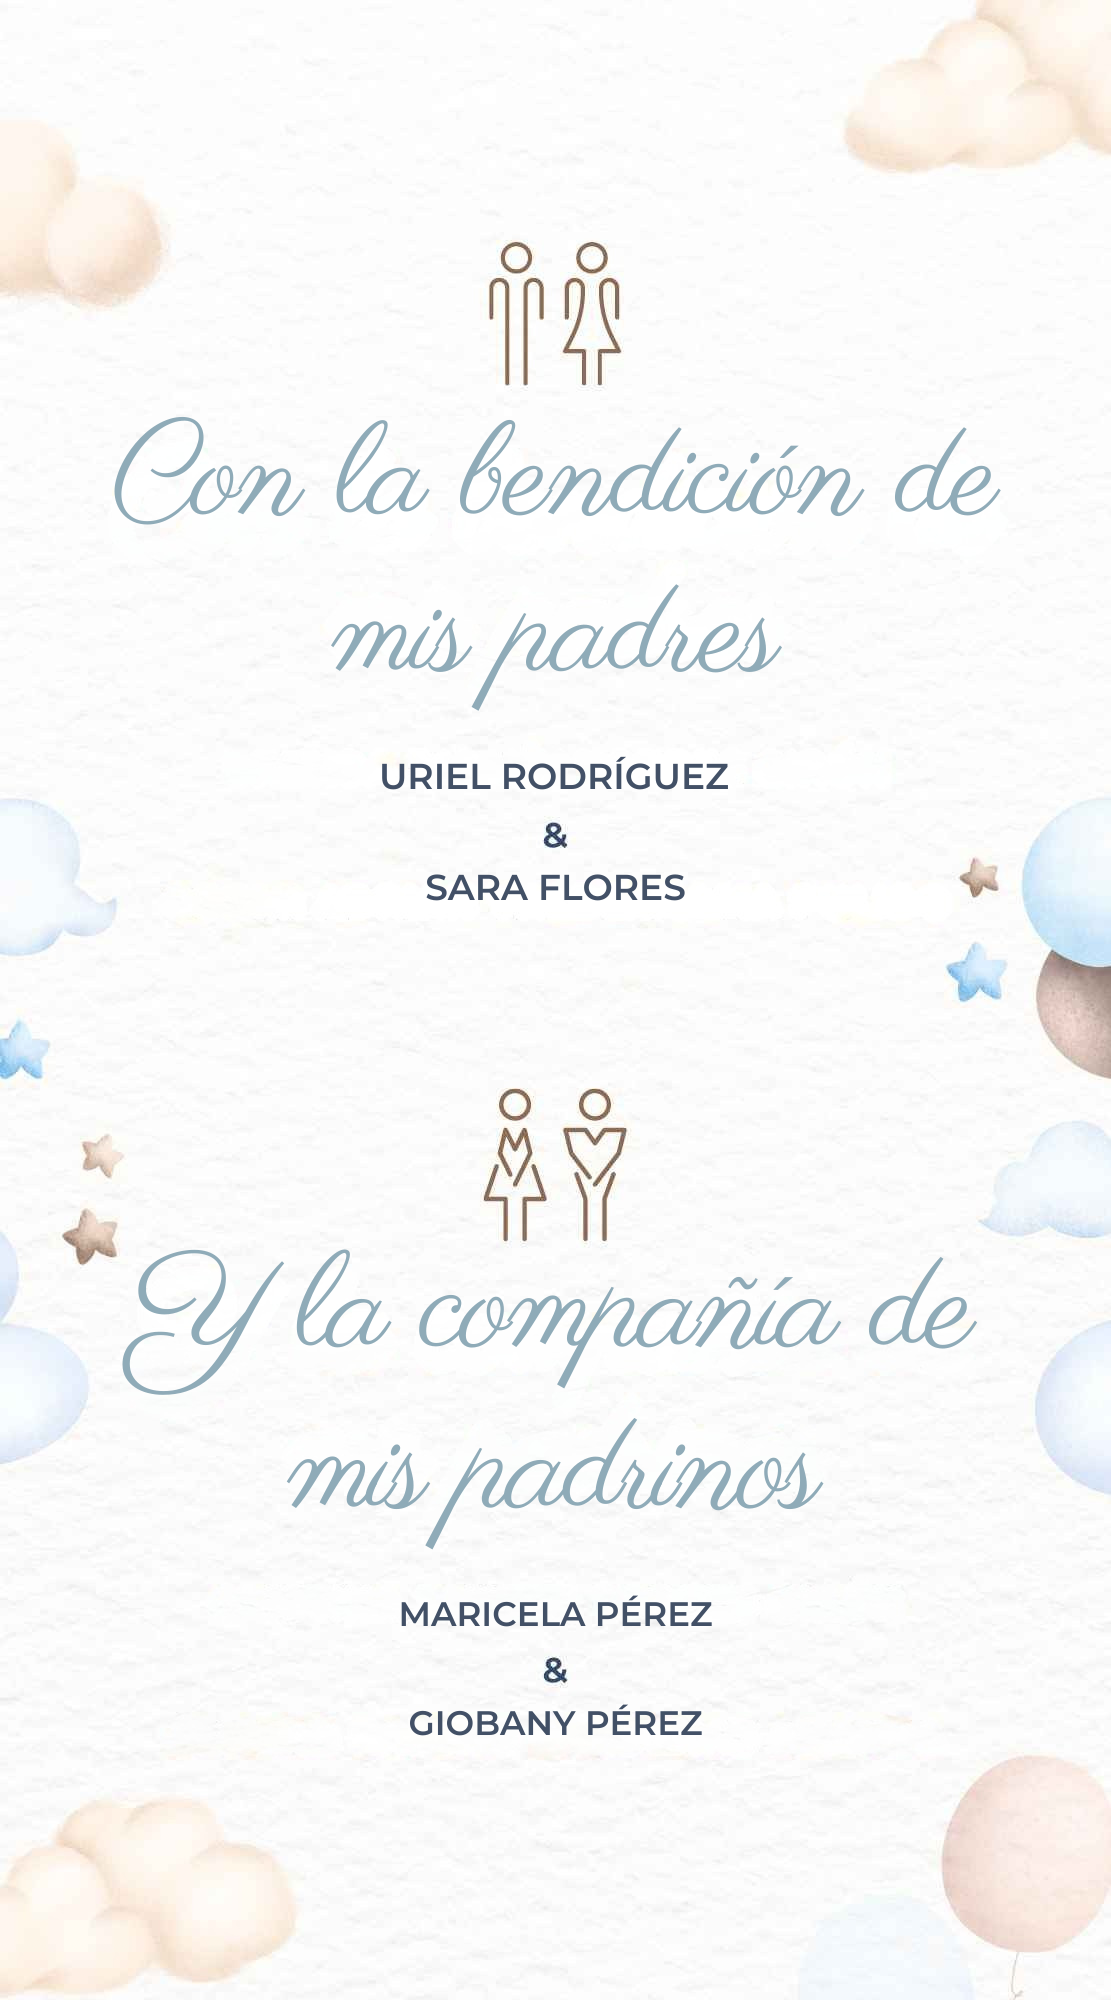 Con la bendición de
mis padres
URIEL RODRÍGUEZ
&
SARA FLORES
Y la compañía de
mis padrinos
MARICELA PÉREZ
&
GIOBANY PÉREZ